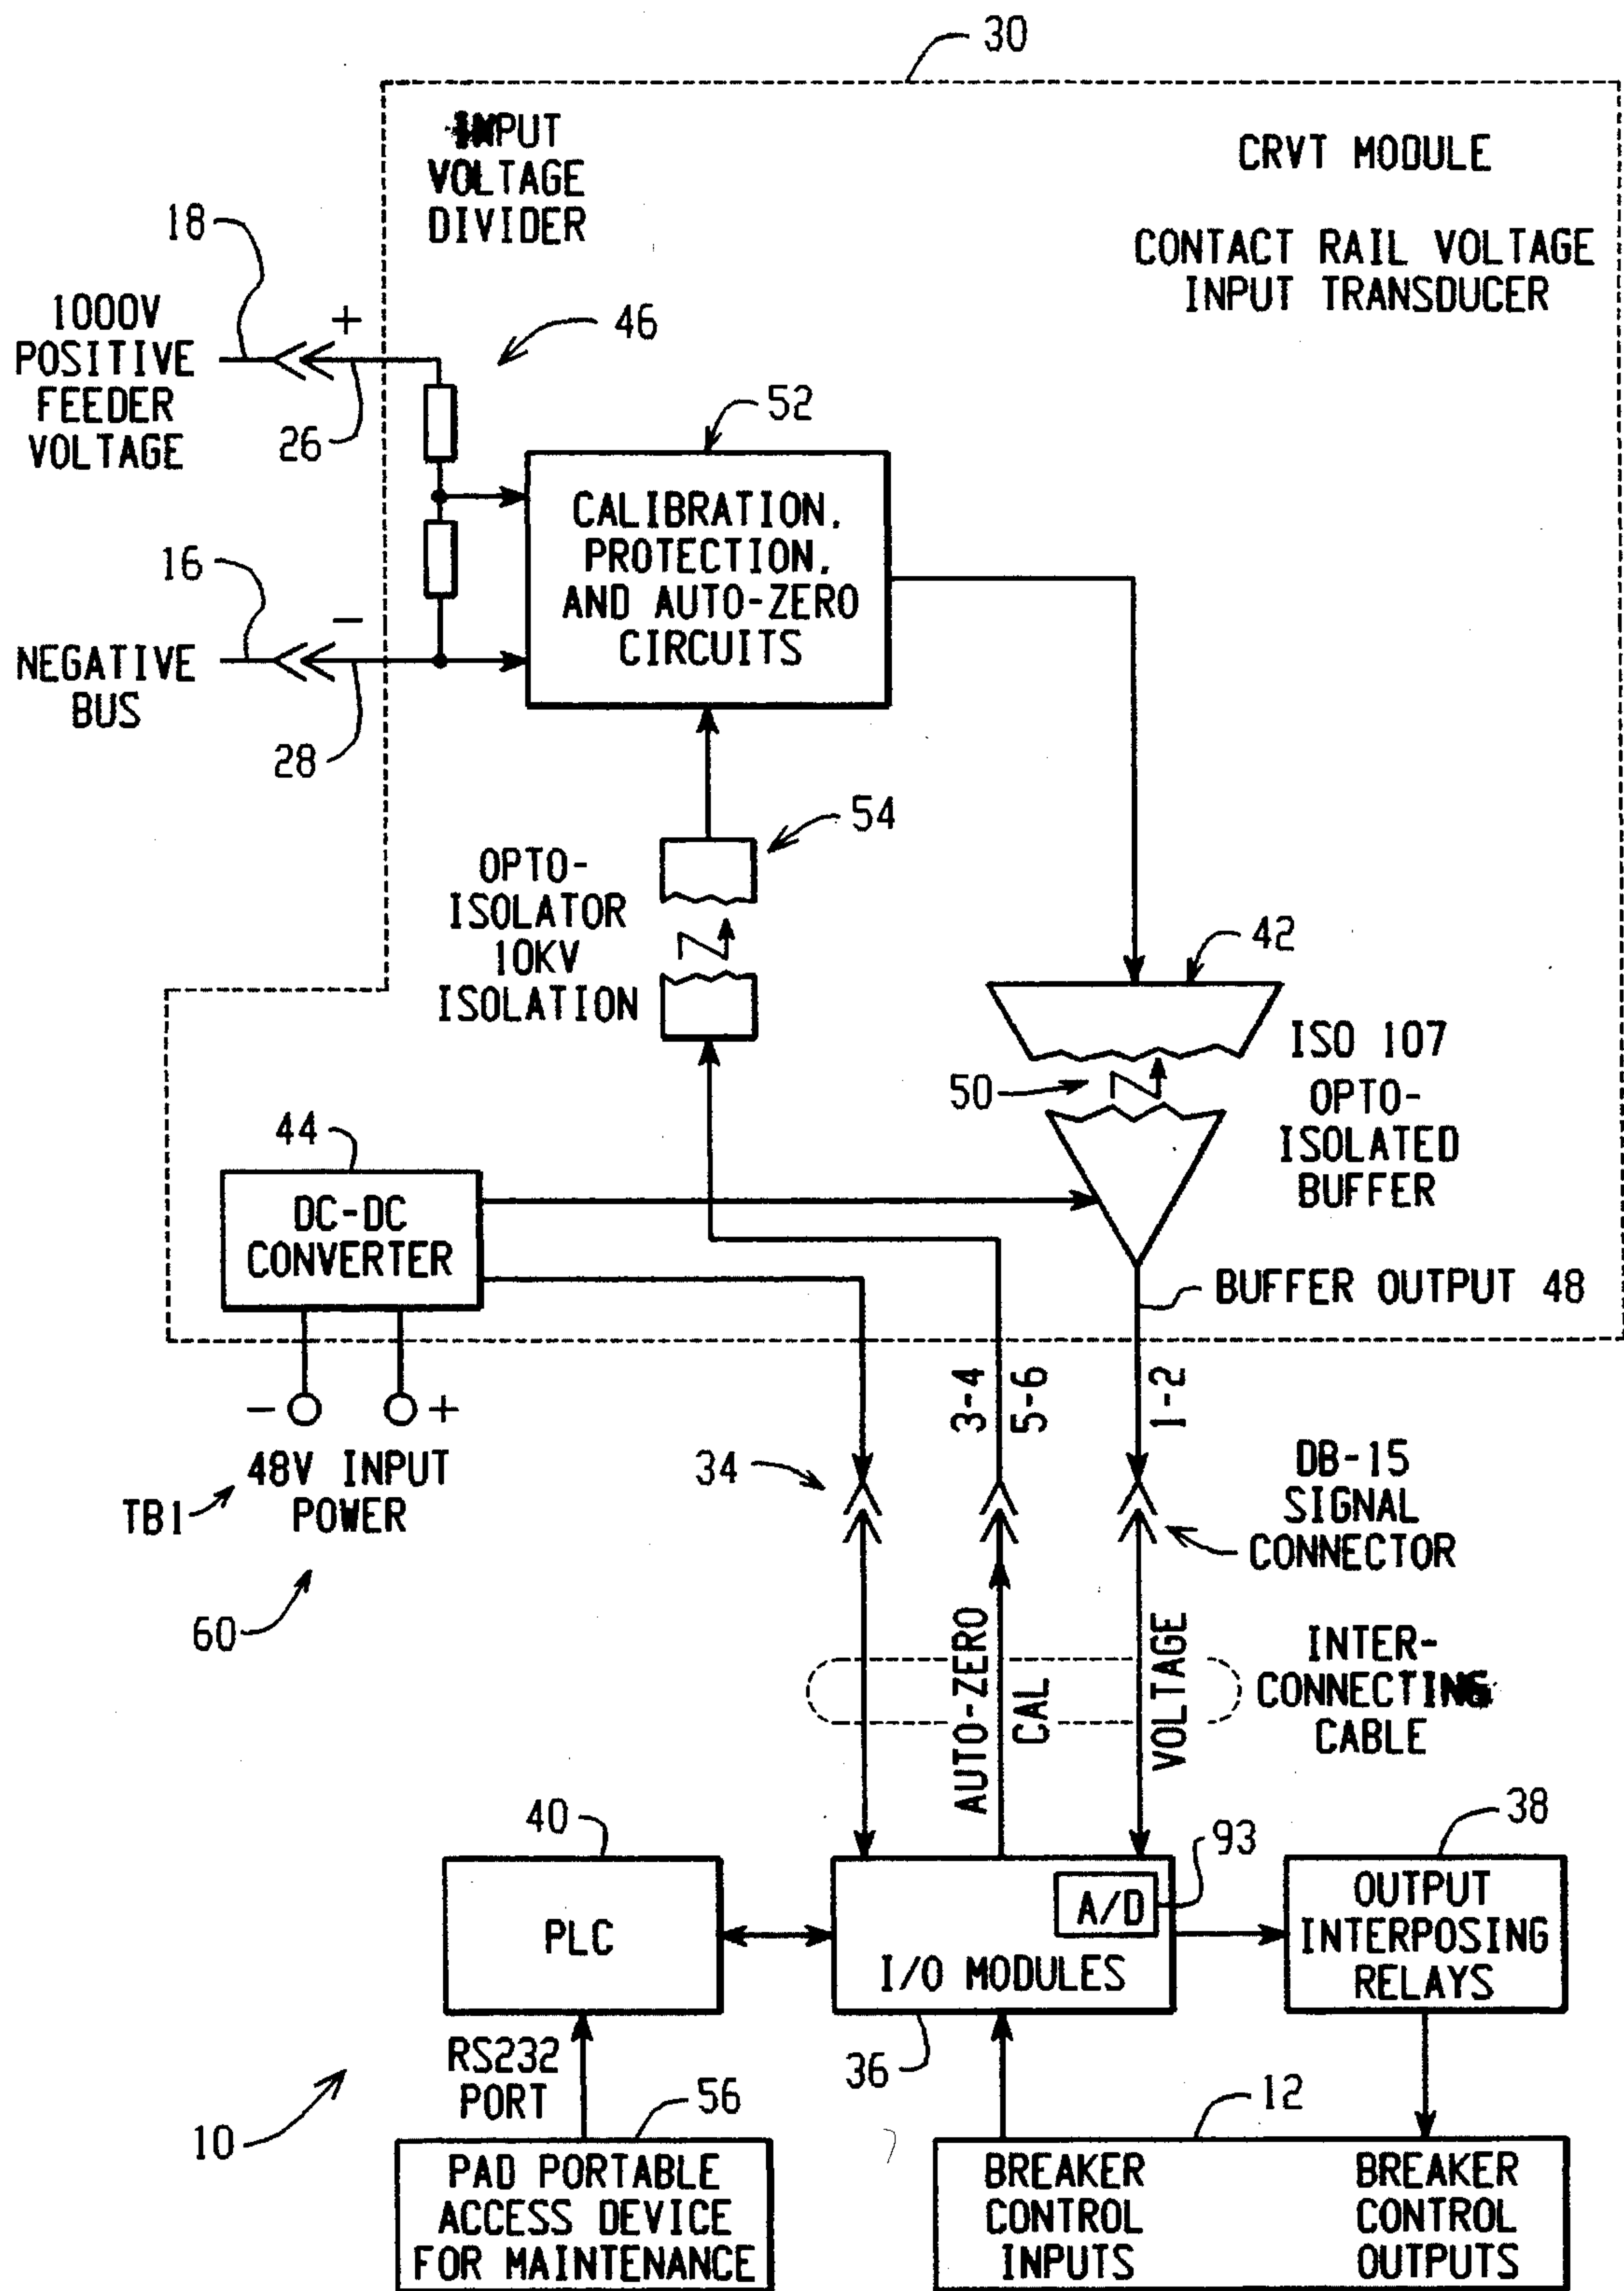 30
INPUT
VOLTAGE
DIVIDER
CRVT MODULE
CONTACT RAIL VOLTAGE
INPUT TRANSDUCER
18
1000V
POSITIVE
FEEDER
VOLTAGE
+
26
46
52
CALIBRATION,
PROTECTION,
AND AUTO-ZERO
CIRCUITS
16
NEGATIVE
BUS
-
28
54
OPTO-
ISOLATOR
10KV
ISOLATION
42
ISO 107
OPTO-
ISOLATED
BUFFER
50
44
DC-DC
CONVERTER
BUFFER OUTPUT 48
- +
48V INPUT
POWER
TB1
60
3-4
5-6
1-2
34
DB-15
SIGNAL
CONNECTOR
AUTO-ZERO
CAL
VOLTAGE
INTER-
CONNECTING
CABLE
40
PLC
93
A/D
I/O MODULES
36
38
OUTPUT
INTERPOSING
RELAYS
RS232
PORT
10
56
PAD PORTABLE
ACCESS DEVICE
FOR MAINTENANCE
12
BREAKER
CONTROL
INPUTS
BREAKER
CONTROL
OUTPUTS